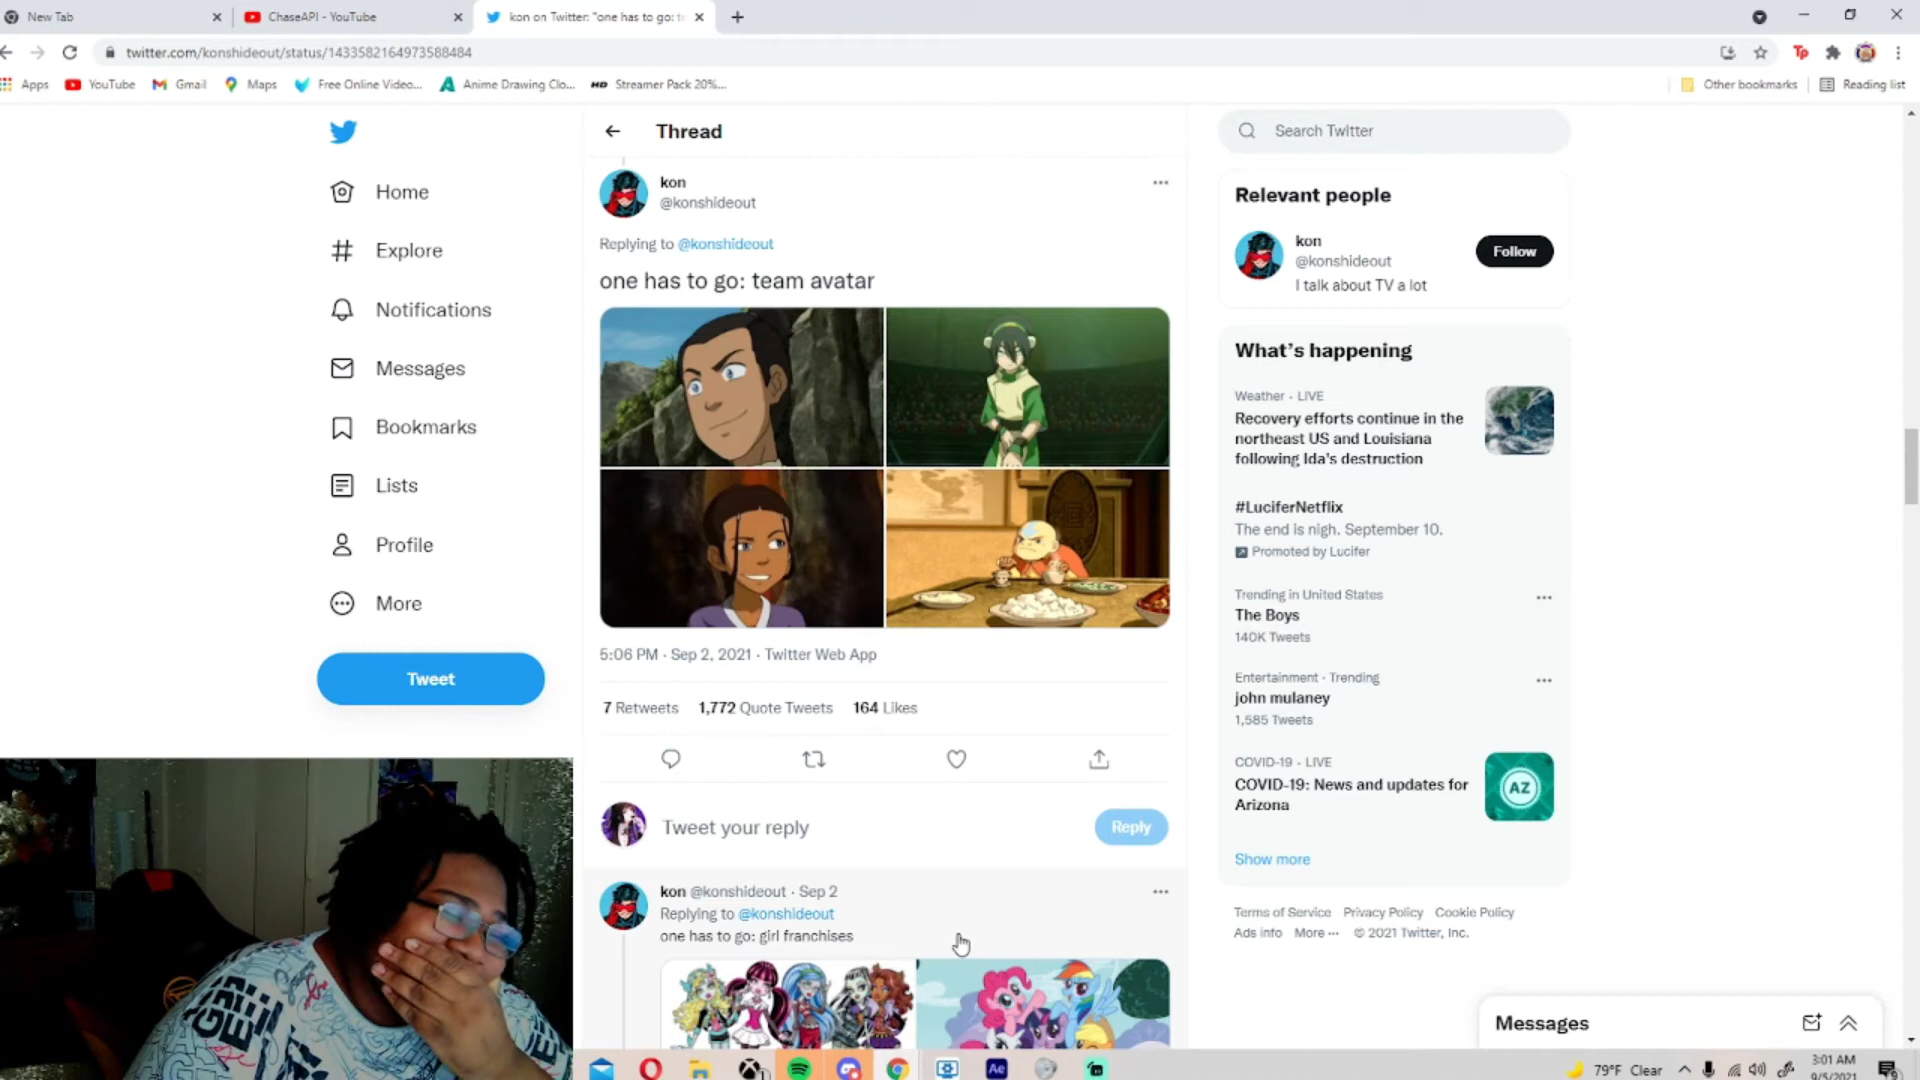 New Tab
ChaseAPI - YouTube
kon on Twitter: "one has to go: t
twitter.com/konshideout/status/1433582164973588484
Apps
YouTube
Gmail
Maps
Free Online Video...
Anime Drawing Clo...
HD Streamer Pack 20%...
Other bookmarks
Reading list
Home
Explore
Notifications
Messages
Bookmarks
Lists
Profile
More
Tweet
Thread
kon
@konshideout
Replying to @konshideout
one has to go: team avatar
5:06 PM · Sep 2, 2021 · Twitter Web App
7 Retweets 1,772 Quote Tweets 164 Likes
Tweet your reply
Reply
kon @konshideout · Sep 2
Replying to @konshideout
one has to go: girl franchises
Search Twitter
Relevant people
kon
@konshideout
Follow
I talk about TV a lot
What's happening
Weather · LIVE
Recovery efforts continue in the
northeast US and Louisiana
following Ida's destruction
#LuciferNetflix
The end is nigh. September 10.
Promoted by Lucifer
Trending in United States
The Boys
140K Tweets
Entertainment · Trending
john mulaney
1,585 Tweets
COVID-19 · LIVE
COVID-19: News and updates for
Arizona
AZ
Show more
Terms of Service Privacy Policy Cookie Policy
Ads info More ··· © 2021 Twitter, Inc.
Messages
Ae
79°F Clear
3:01 AM
9/5/2021